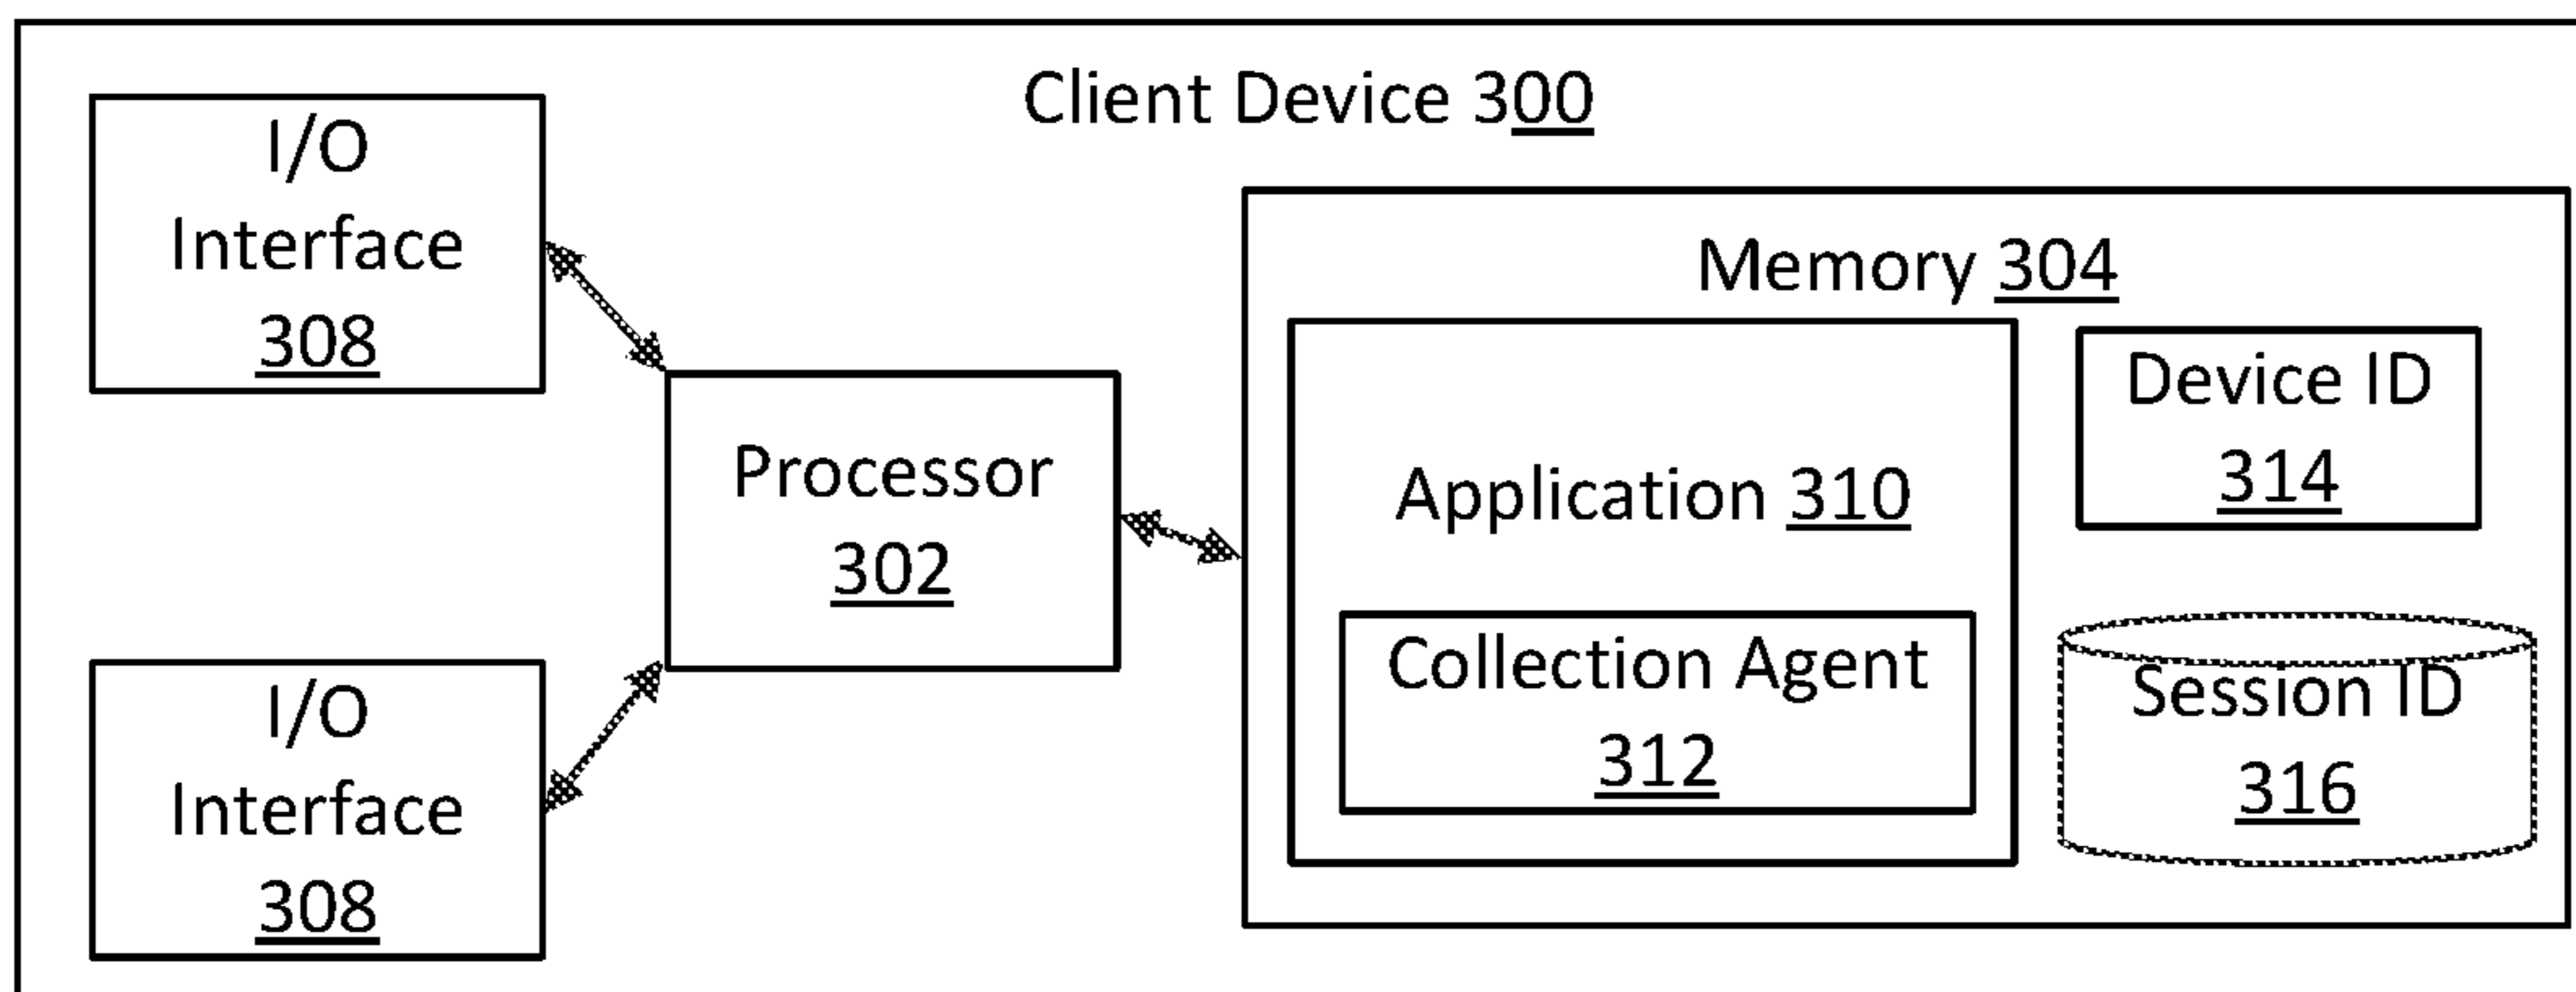 Client Device 300
I/O
Interface
308
I/O
Interface
308
Processor
302
Memory 304
Application 310
Collection Agent
312
Device ID
314
Session ID
316